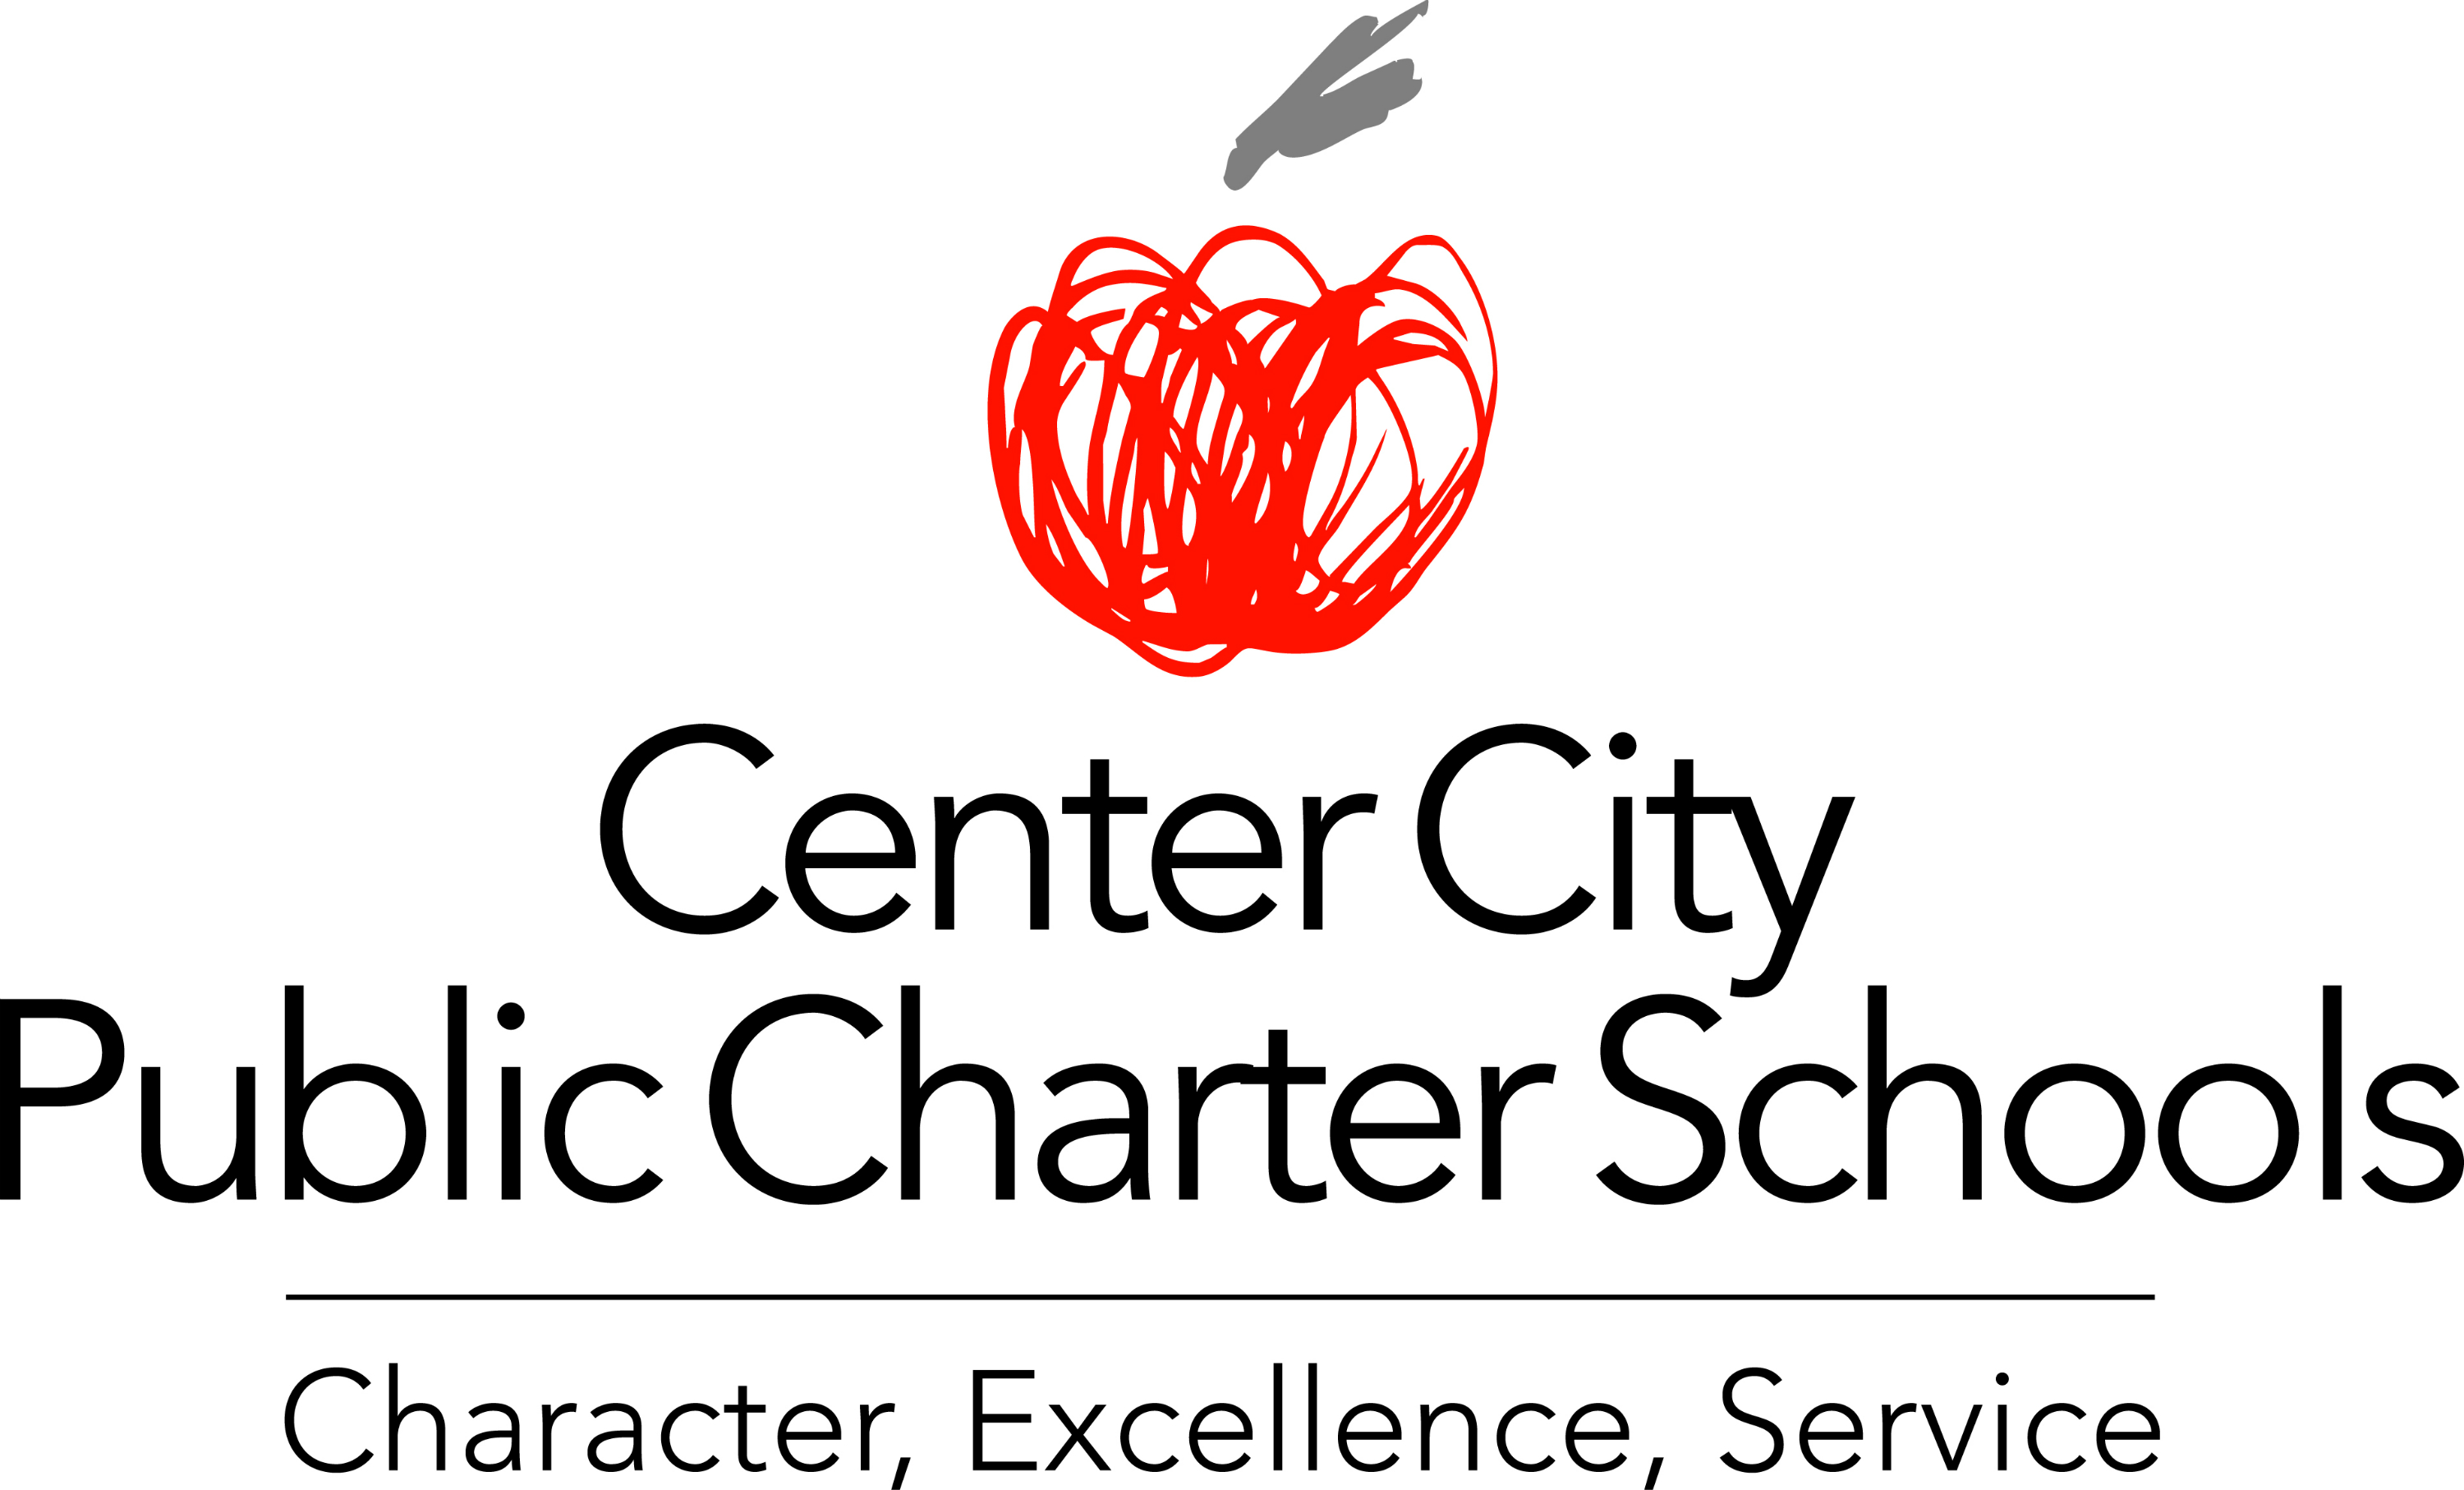 Center City
Public Charter Schools
Character, Excellence, Service